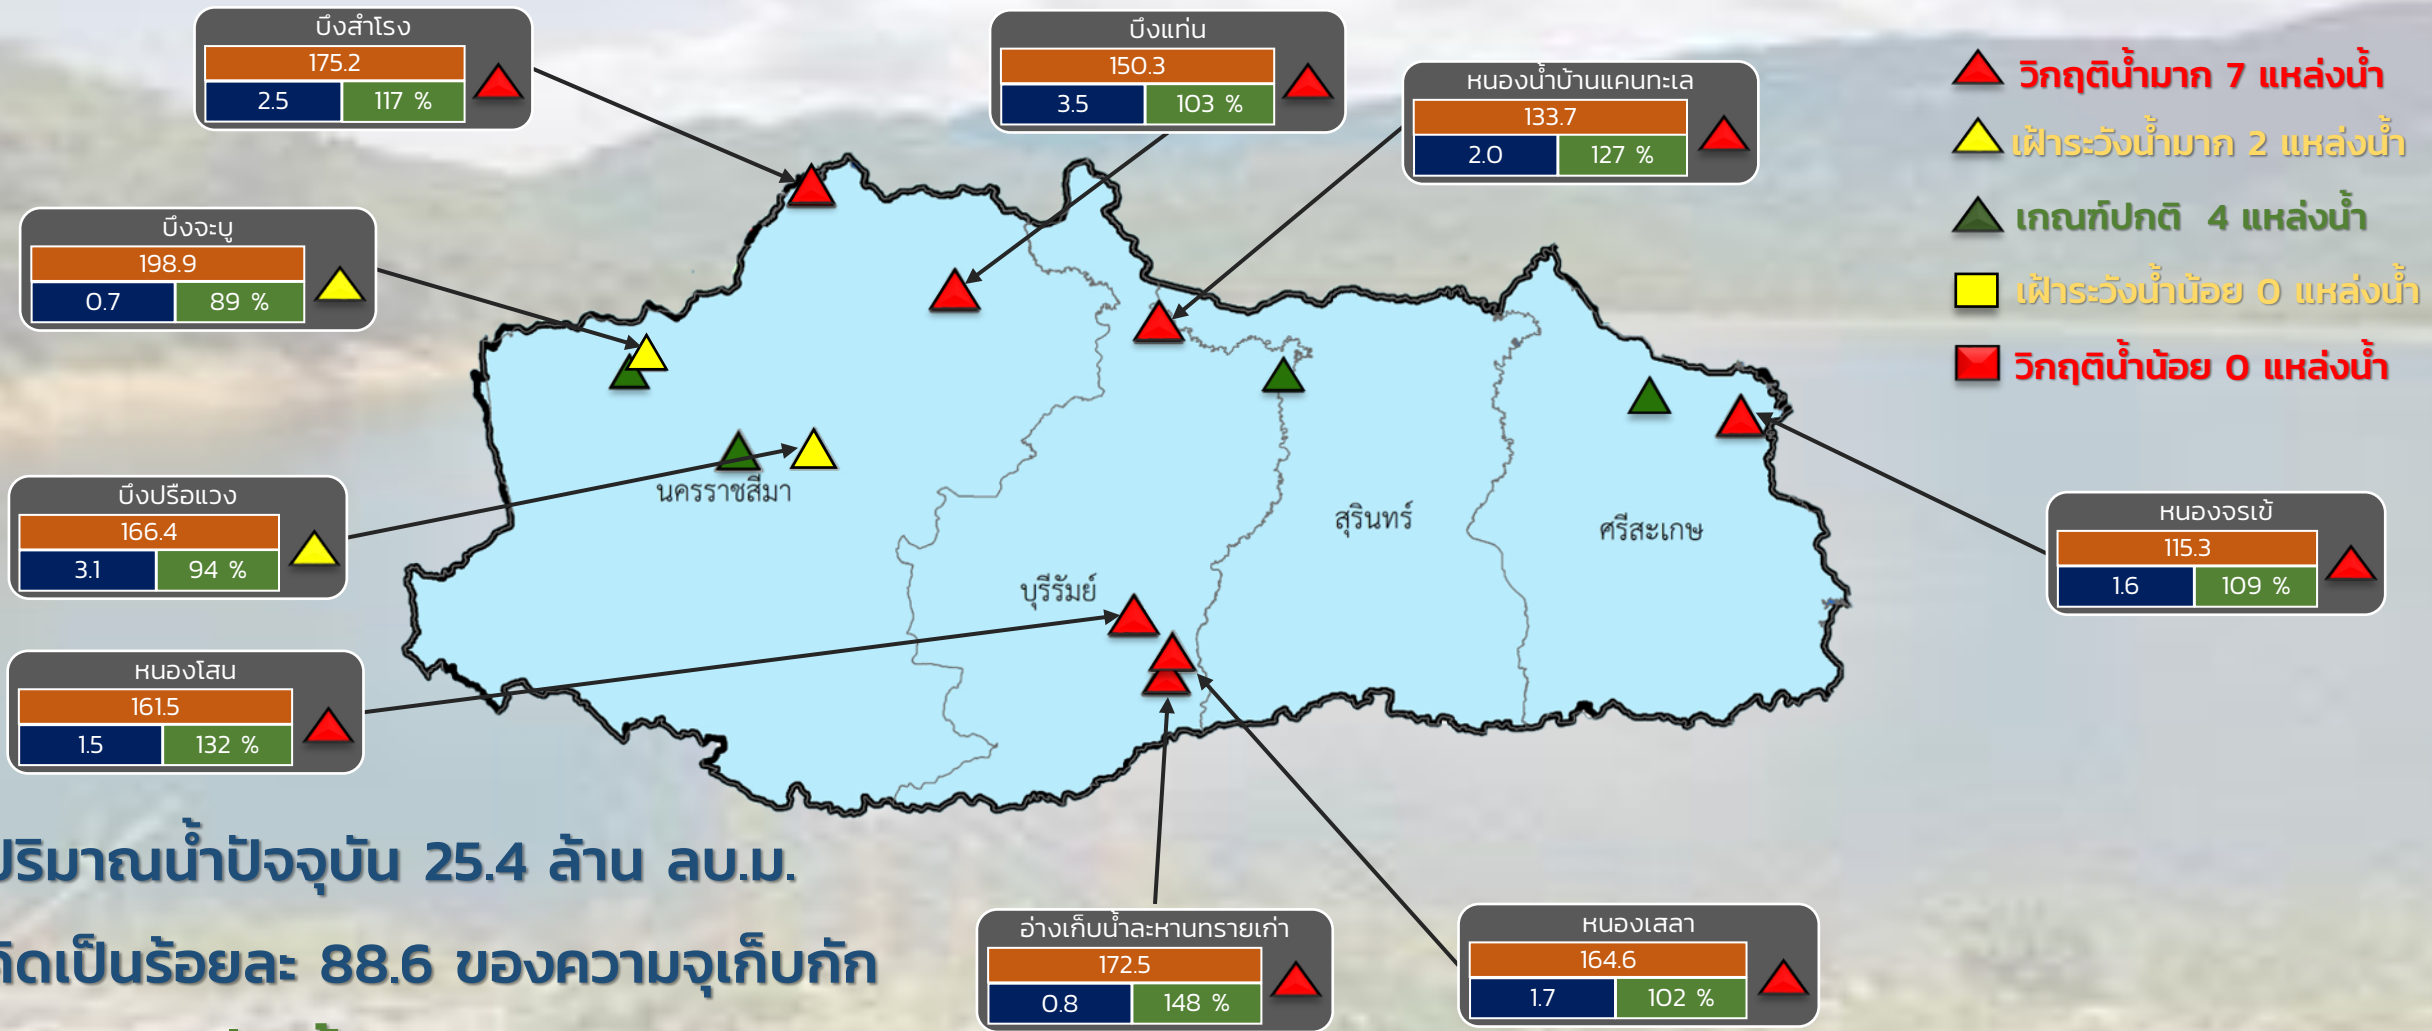 บึงสำโรง
175.2
2.5 117 %
บึงแท่น
150.3
3.5 103 %
หนองน้ำบ้านแคนทะเล
133.7
2.0 127 %
วิกฤติน้ำมาก 7 แหล่งน้ำ
เฝ้าระวังน้ำมาก 2 แหล่งน้ำ
เกณฑ์ปกติ 4 แหล่งน้ำ
เฝ้าระวังน้ำน้อย 0 แหล่งน้ำ
วิกฤติน้ำน้อย 0 แหล่งน้ำ
บึงจะบู
198.9
0.7 89 %
บึงปรือแวง
166.4
3.1 94 %
หนองโสน
161.5
1.5 132 %
นครราชสีมา
บุรีรัมย์
สุรินทร์
ศรีสะเกษ
หนองจรเข้
115.3
1.6 109 %
ปริมาณน้ำปัจจุบัน 25.4 ล้าน ลบ.ม.
คิดเป็นร้อยละ 88.6 ของความจุเก็บกัก
อ่างเก็บน้ำละหานทรายเก่า
172.5
0.8 148 %
หนองเสลา
164.6
1.7 102 %